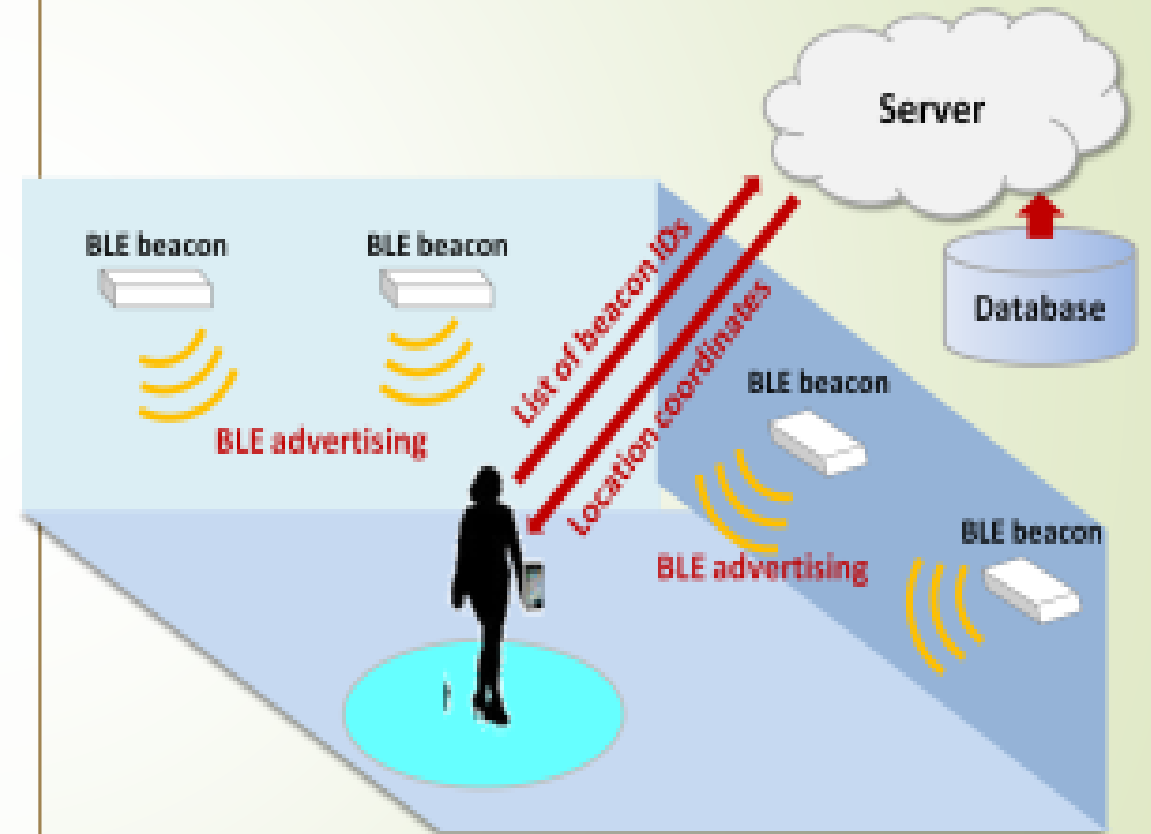 Server
BLE beacon
BLE beacon
List of beacon IDs
Location coordinates
Database
BLE beacon
BLE advertising
BLE beacon
BLE advertising